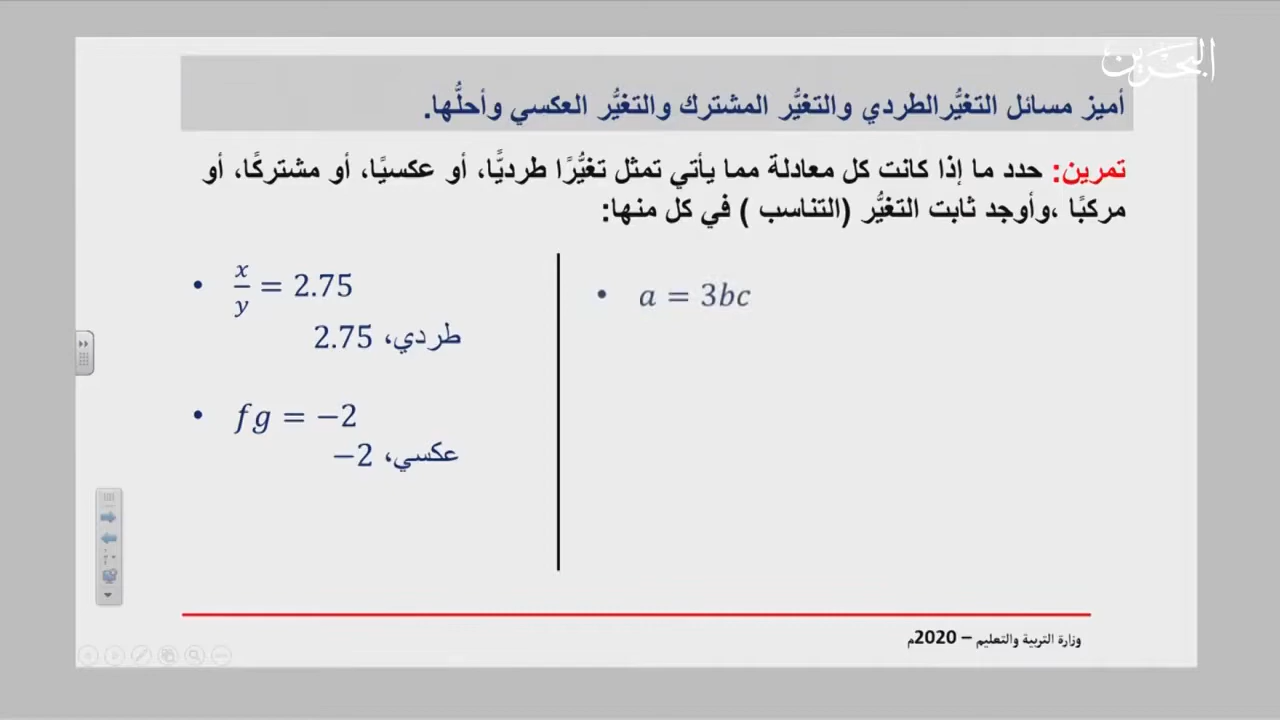 البحرين
أميز مسائل التغيُّرالطردي والتغيُّر المشترك والتغيُّر العكسي وأحلُّها.
تمرين: حدد ما إذا كانت كل معادلة مما يأتي تمثل تغيُّرًا طرديًّا، أو عكسيًا، أو مشتركًا، أو
مركبًا ،وأوجد ثابت التغيُّر (التناسب ) في كل منها:
• x/y = 2.75
طردي، 2.75
• fg = −2
عكسي، −2
• a = 3bc
وزارة التربية والتعليم – 2020م